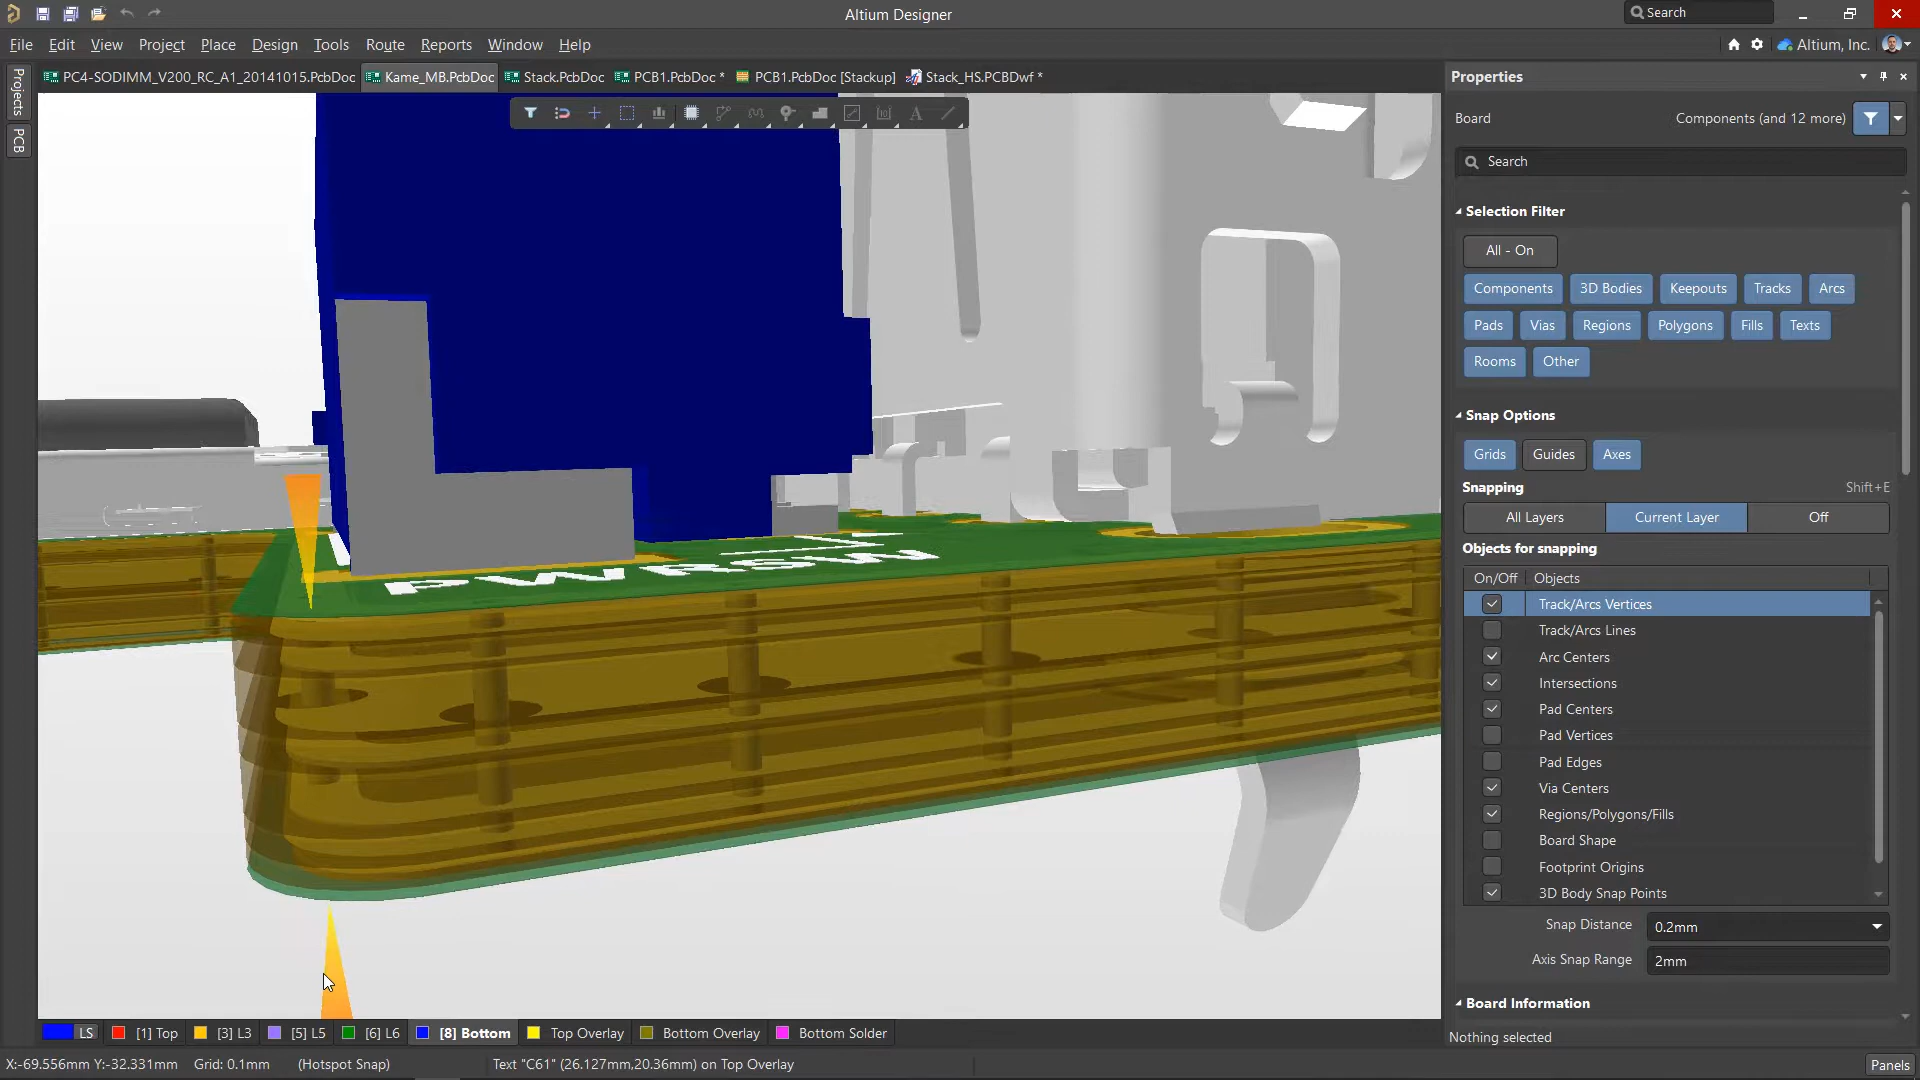 Altium Designer
Search
File Edit View Project Place Design Tools Route Reports Window Help
Altium, Inc.
Projects
PCB
PC4-SODIMM_V200_RC_A1_20141015.PcbDoc Kame_MB.PcbDoc Stack.PcbDoc PCB1.PcbDoc * PCB1.PcbDoc [Stackup] Stack_HS.PCBDwf *
Properties
Board Components (and 12 more)
Search
Selection Filter
All - On
Components 3D Bodies Keepouts Tracks Arcs
Pads Vias Regions Polygons Fills Texts
Rooms Other
Snap Options
Grids Guides Axes
Snapping Shift+E
All Layers Current Layer Off
Objects for snapping
On/Off Objects
Track/Arcs Vertices
Track/Arcs Lines
Arc Centers
Intersections
Pad Centers
Pad Vertices
Pad Edges
Via Centers
Regions/Polygons/Fills
Board Shape
Footprint Origins
3D Body Snap Points
Snap Distance 0.2mm
Axis Snap Range 2mm
Board Information
Nothing selected
LS [1] Top [3] L3 [5] L5 [6] L6 [8] Bottom Top Overlay Bottom Overlay Bottom Solder
X:-69.556mm Y:-32.331mm Grid: 0.1mm (Hotspot Snap) Text "C61" (26.127mm,20.36mm) on Top Overlay
Panels